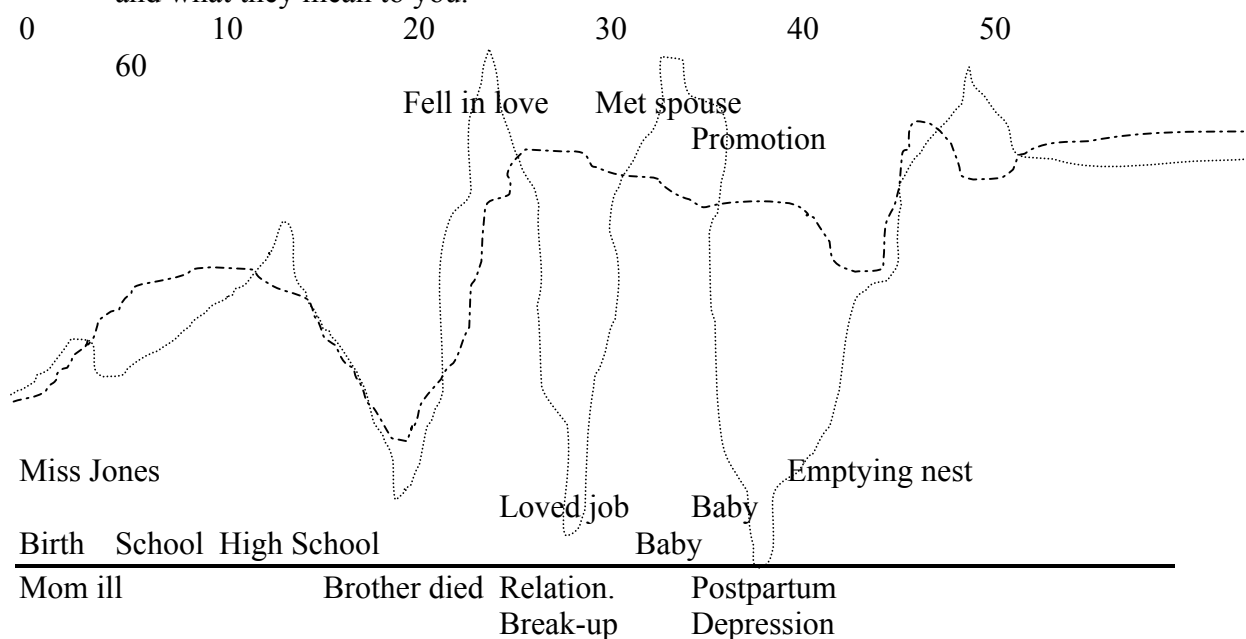 and what they mean to you.
0 10 20 30 40 50
60
Fell in love Met spouse
Promotion
Miss Jones Emptying nest
Loved job Baby
Birth School High School Baby
Mom ill Brother died Relation. Postpartum
Break-up Depression